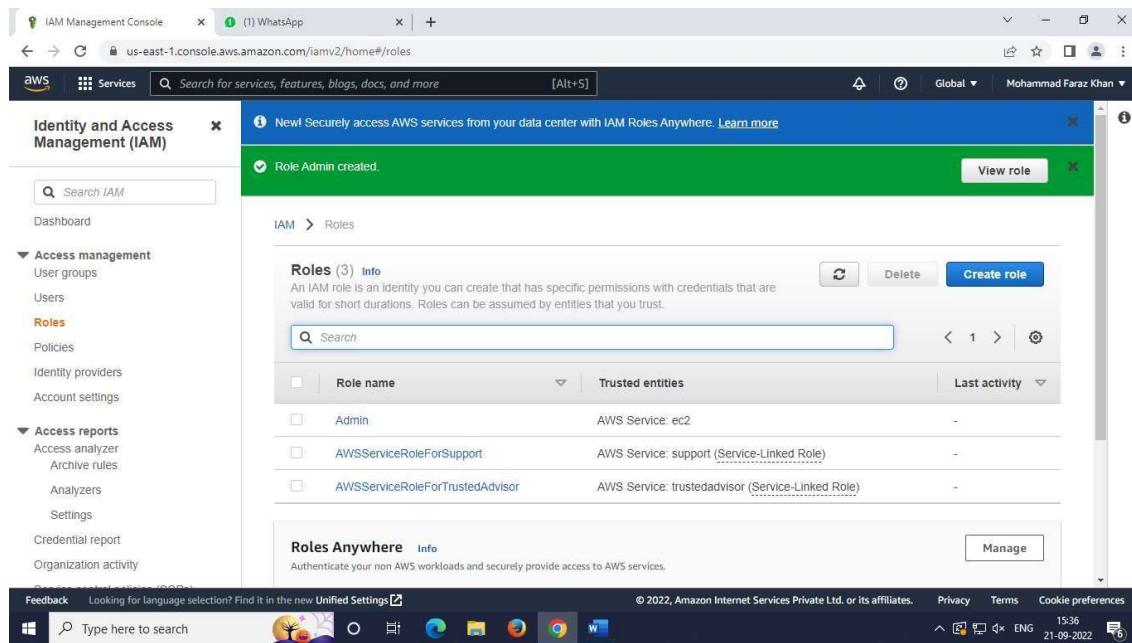 IAM Management Console
(1) WhatsApp
us-east-1.console.aws.amazon.com/iamv2/home#/roles
aws Services Search for services, features, blogs, docs, and more [Alt+S] Global Mohammad Faraz Khan
Identity and Access
Management (IAM)
Search IAM
Dashboard
Access management
User groups
Users
Roles
Policies
Identity providers
Account settings
Access reports
Access analyzer
Archive rules
Analyzers
Settings
Credential report
Organization activity
Service control policies (SCPs)
New! Securely access AWS services from your data center with IAM Roles Anywhere. Learn more
Role Admin created. View role
IAM > Roles
Roles (3) Info
Delete Create role
An IAM role is an identity you can create that has specific permissions with credentials that are
valid for short durations. Roles can be assumed by entities that you trust.
Search
1
Role name Trusted entities Last activity
Admin AWS Service: ec2 -
AWSServiceRoleForSupport AWS Service: support (Service-Linked Role) -
AWSServiceRoleForTrustedAdvisor AWS Service: trustedadvisor (Service-Linked Role) -
Roles Anywhere Info
Manage
Authenticate your non AWS workloads and securely provide access to AWS services.
Feedback Looking for language selection? Find it in the new Unified Settings © 2022, Amazon Internet Services Private Ltd. or its affiliates. Privacy Terms Cookie preferences
Type here to search
ENG
15:36
21-09-2022
6